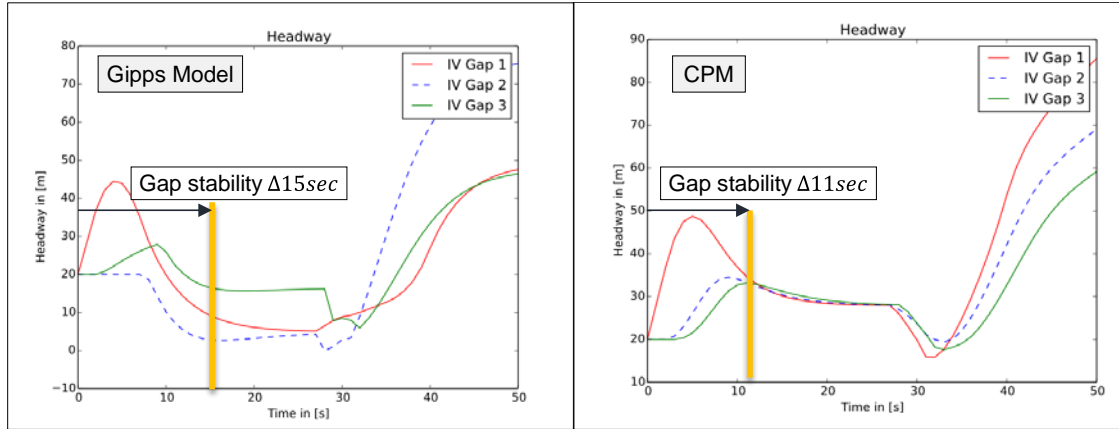 Headway
Gipps Model
IV Gap 1
IV Gap 2
IV Gap 3
Gap stability Δ15sec
Headway in [m]
80
70
60
50
40
30
20
10
0
−10
0
10
20
30
40
50
Time in [s]
Headway
CPM
IV Gap 1
IV Gap 2
IV Gap 3
Gap stability Δ11sec
Headway in [m]
90
80
70
60
50
40
30
20
10
0
10
20
30
40
50
Time in [s]